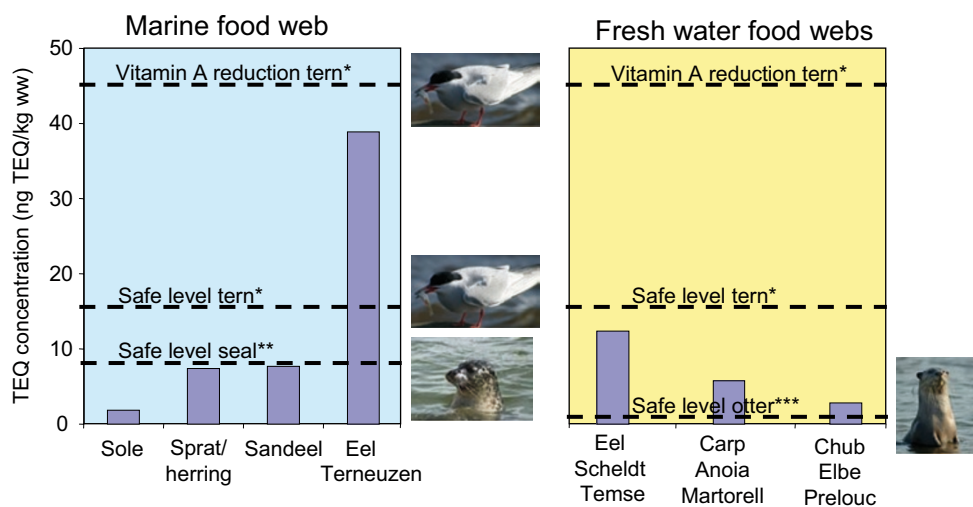 Marine food web
Fresh water food webs
TEQ concentration (ng TEQ/kg ww)
50
40
30
20
10
0
Vitamin A reduction tern*
Safe level tern*
Safe level seal**
Sole
Sprat/
herring
Sandeel
Eel
Terneuzen
Vitamin A reduction tern*
Safe level tern*
Safe level otter***
Eel
Scheldt
Temse
Carp
Anoia
Martorell
Chub
Elbe
Prelouc